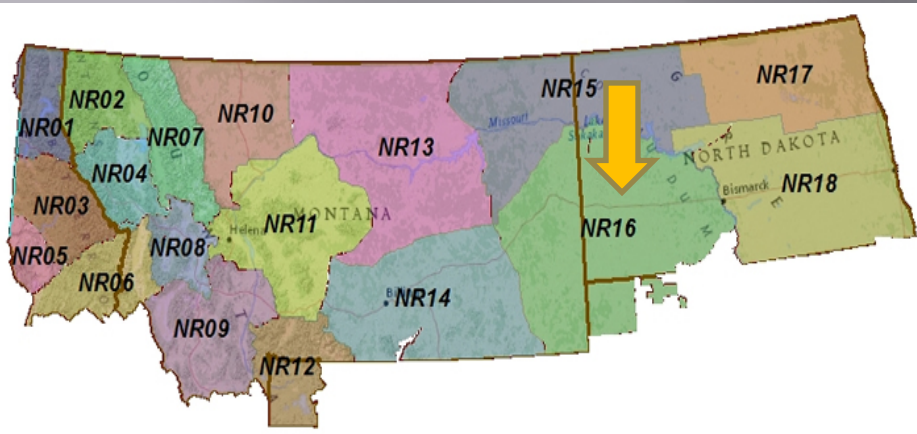 NR01
NR02
NR03
NR04
NR05
NR06
NR07
NR08
NR09
NR10
NR11
NR12
NR13
NR14
NR15
NR16
NR17
NR18
MONTANA
Helena
Missouri
NORTH DAKOTA
Bismarck